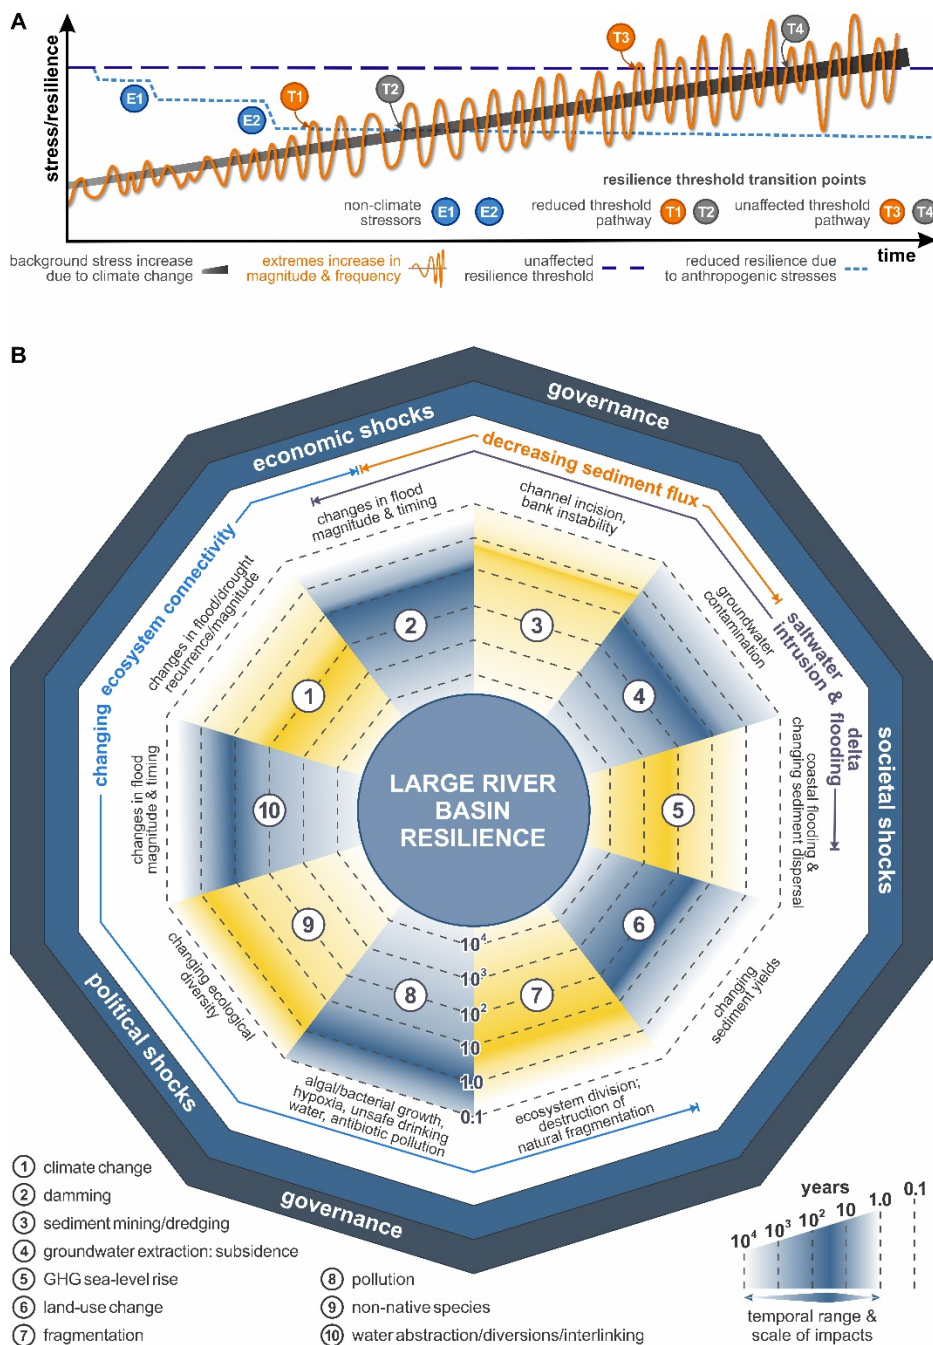 A
stress/resilience
E1
E2
T1
T2
T3
T4
resilience threshold transition points
non-climate
stressors
E1
E2
reduced threshold
pathway
T1
T2
unaffected threshold
pathway
T3
T4
time
background stress increase
due to climate change
extremes increase in
magnitude & frequency
unaffected
resilience threshold
reduced resilience due
to anthropogenic stresses
B
governance
economic shocks
societal shocks
political shocks
governance
decreasing sediment flux
changing ecosystem connectivity
saltwater
intrusion &
delta
flooding
changes in flood
magnitude & timing
channel incision,
bank instability
groundwater
contamination
coastal flooding &
changing sediment dispersal
changing
sediment yields
ecosystem division;
destruction of
natural fragmentation
algal/bacterial growth,
hypoxia, unsafe drinking
water, antibiotic pollution
changing ecological
diversity
changes in flood
magnitude & timing
changes in flood/drought
recurrence/magnitude
1
2
3
4
5
6
7
8
9
10
LARGE RIVER
BASIN
RESILIENCE
10⁴
10³
10²
10
1.0
0.1
1 climate change
2 damming
3 sediment mining/dredging
4 groundwater extraction: subsidence
5 GHG sea-level rise
6 land-use change
7 fragmentation
8 pollution
9 non-native species
10 water abstraction/diversions/interlinking
years
10⁴ 10³ 10² 10 1.0 0.1
temporal range &
scale of impacts